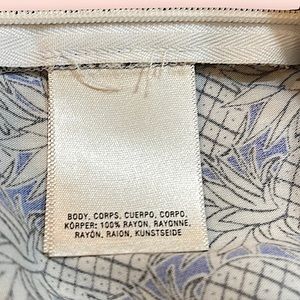 BODY, CORPS, CUERPO, CORPO,
KÖRPER: 100% RAYON, RAYONNE,
RAYÓN, RAION, KUNSTSEIDE